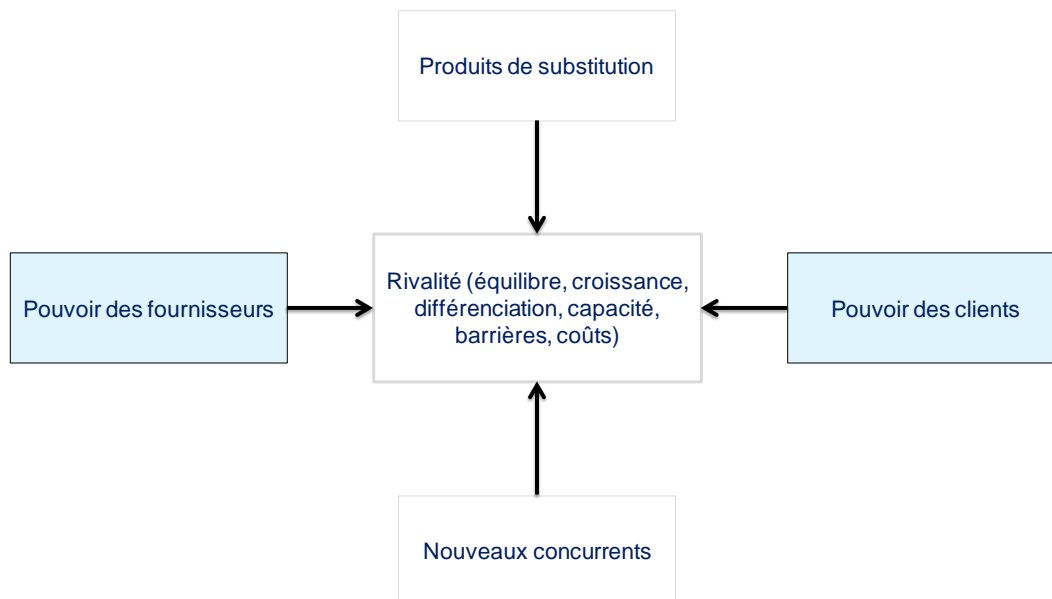 Produits de substitution
Pouvoir des fournisseurs
Rivalité (équilibre, croissance,
différenciation, capacité,
barrières, coûts)
Pouvoir des clients
Nouveaux concurrents